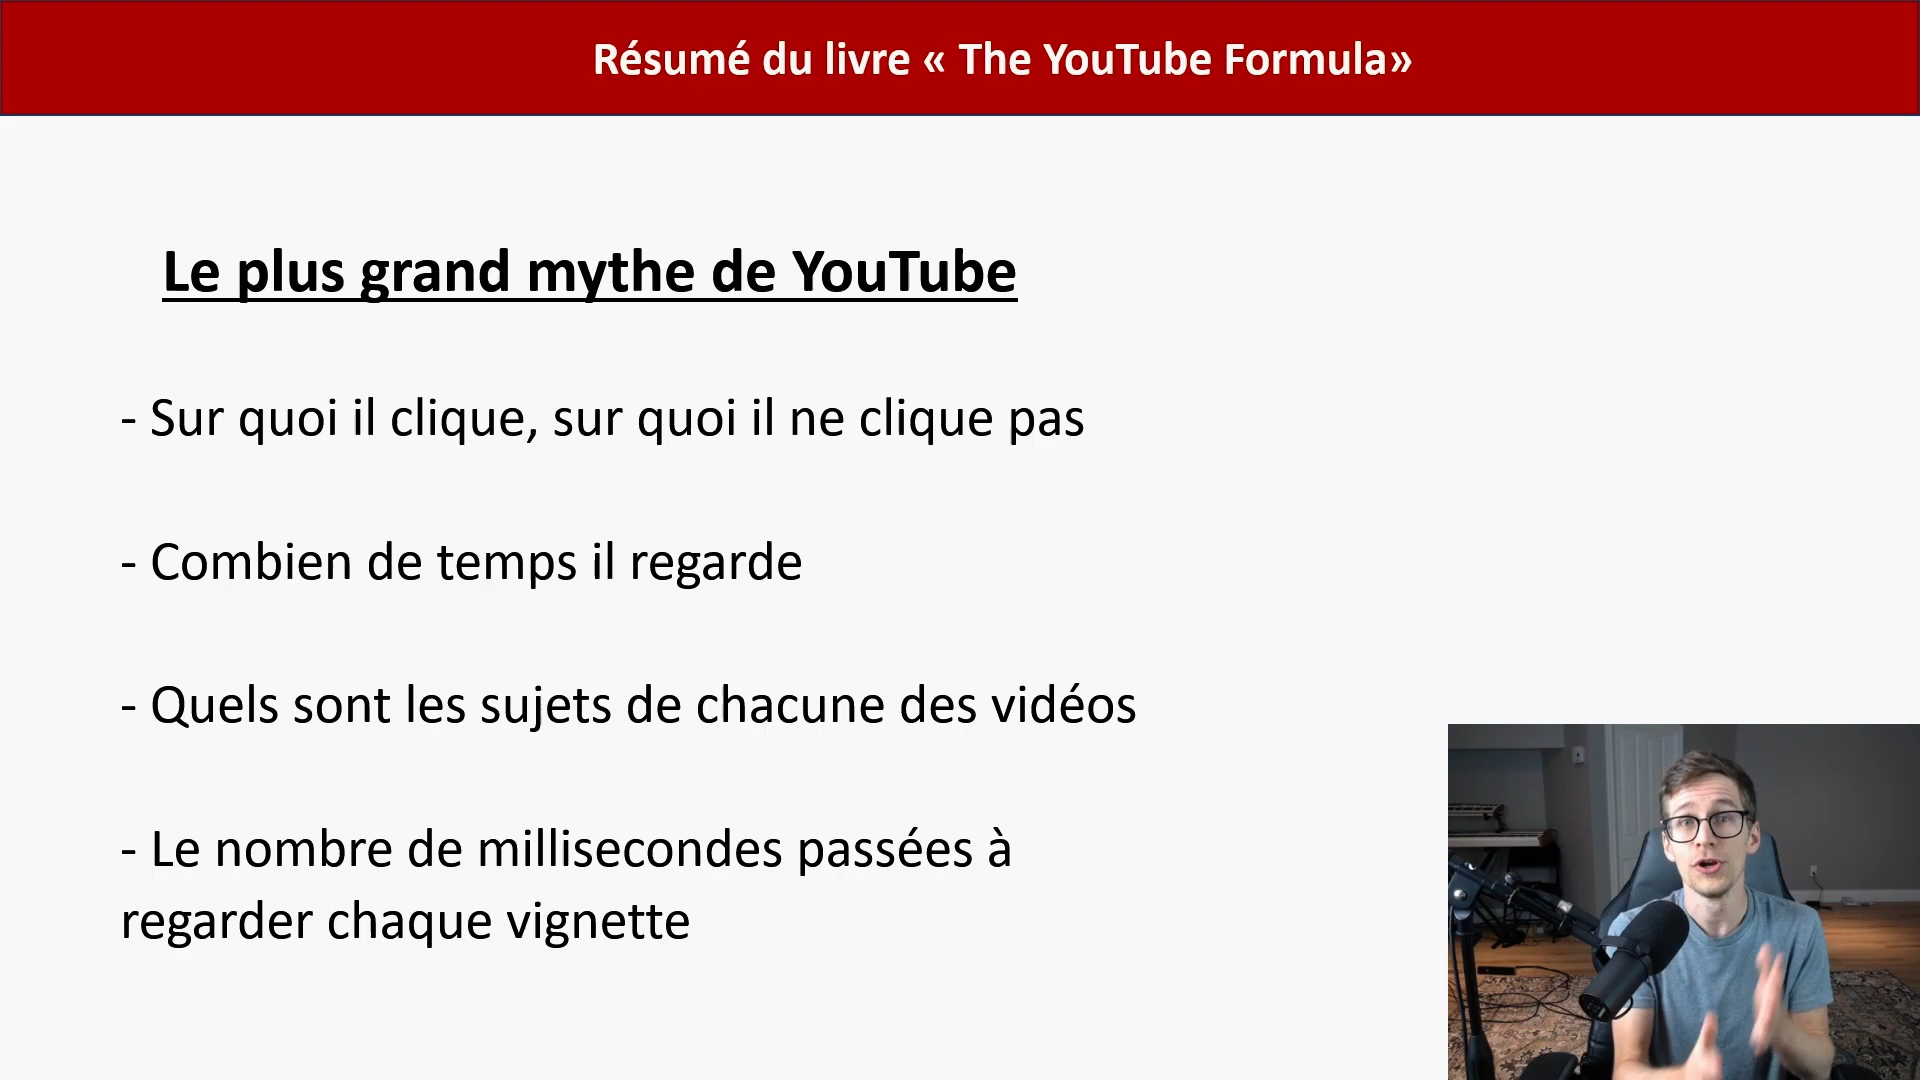 Résumé du livre « The YouTube Formula»
Le plus grand mythe de YouTube
- Sur quoi il clique, sur quoi il ne clique pas
- Combien de temps il regarde
- Quels sont les sujets de chacune des vidéos
- Le nombre de millisecondes passées à
regarder chaque vignette